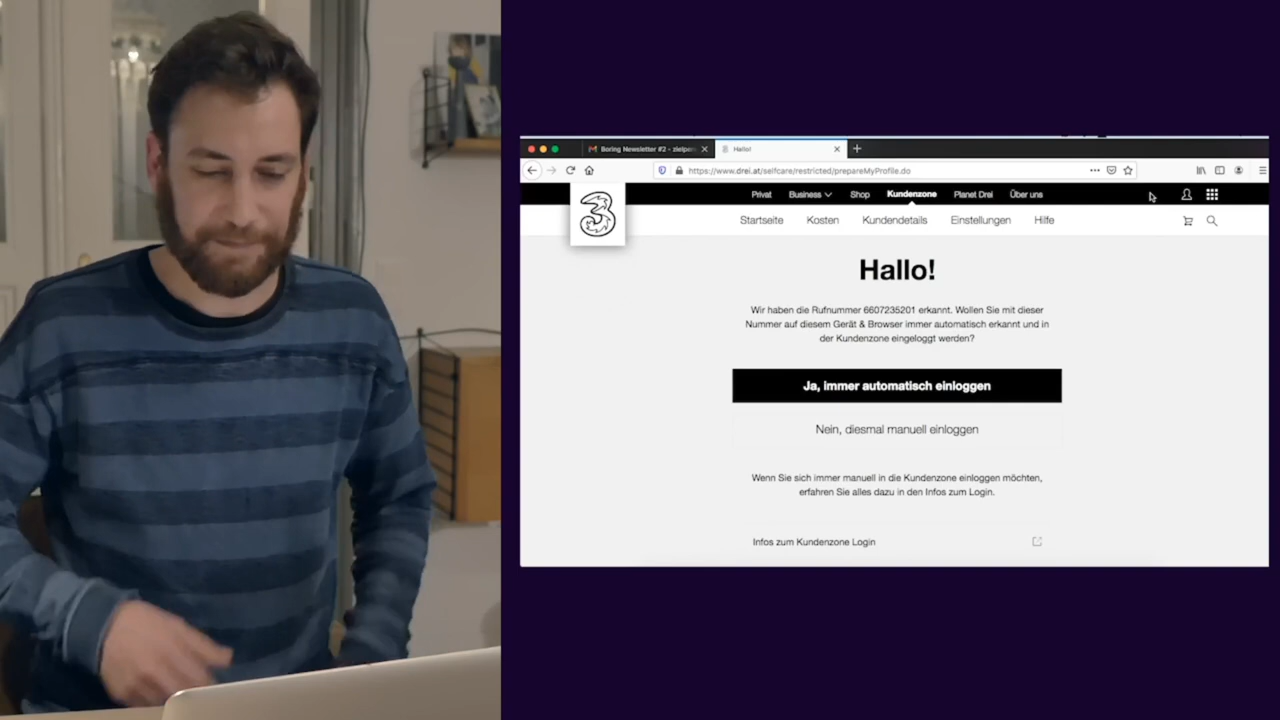 Boring Newsletter #2 - zielper
Hallo!
https://www.drei.at/selfcare/restricted/prepareMyProfile.do
Privat Business Shop Kundenzone Planet Drei Über uns
3
Startseite Kosten Kundendetails Einstellungen Hilfe
Hallo!
Wir haben die Rufnummer 6607235201 erkannt. Wollen Sie mit dieser
Nummer auf diesem Gerät & Browser immer automatisch erkannt und in
der Kundenzone eingeloggt werden?
Ja, immer automatisch einloggen
Nein, diesmal manuell einloggen
Wenn Sie sich immer manuell in die Kundenzone einloggen möchten,
erfahren Sie alles dazu in den Infos zum Login.
Infos zum Kundenzone Login